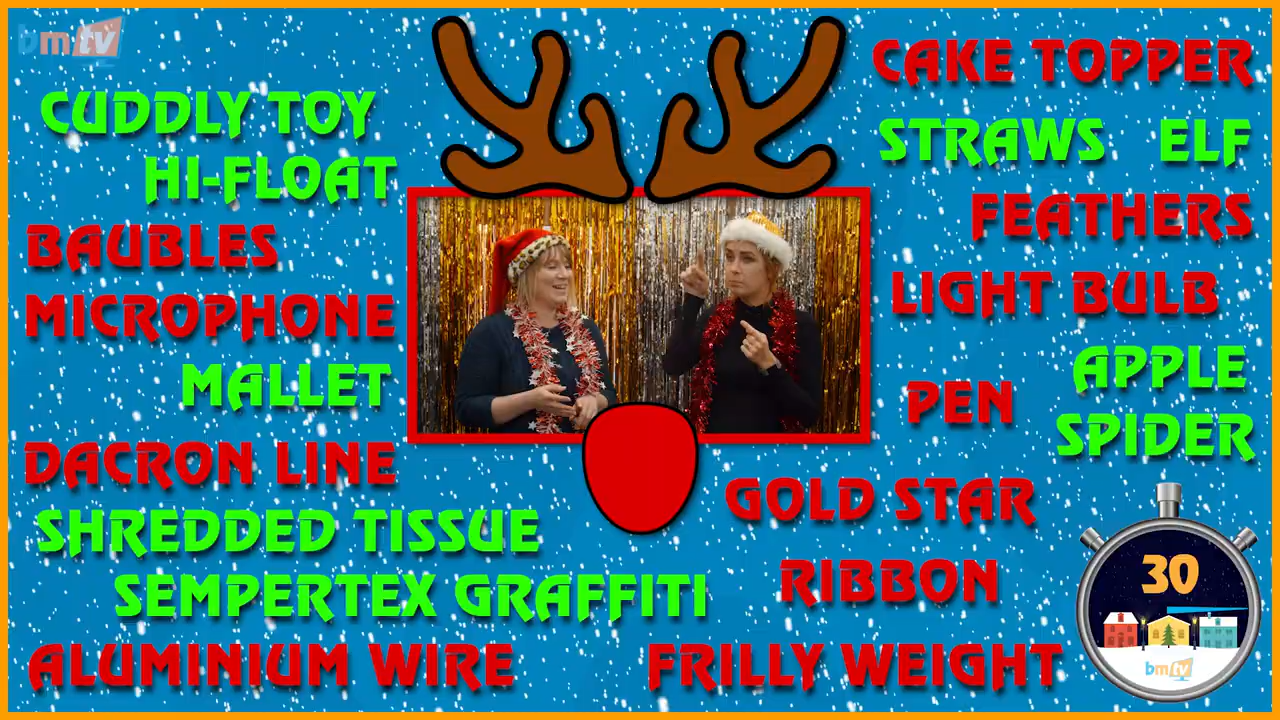 bmtv
CUDDLY TOY
HI-FLOAT
BAUBLES
MICROPHONE
MALLET
DACRON LINE
SHREDDED TISSUE
SEMPERTEX GRAFFITI
ALUMINIUM WIRE
CAKE TOPPER
STRAWS ELF
FEATHERS
LIGHT BULB
APPLE
PEN
SPIDER
GOLD STAR
RIBBON
FRILLY WEIGHT
30
bmtv